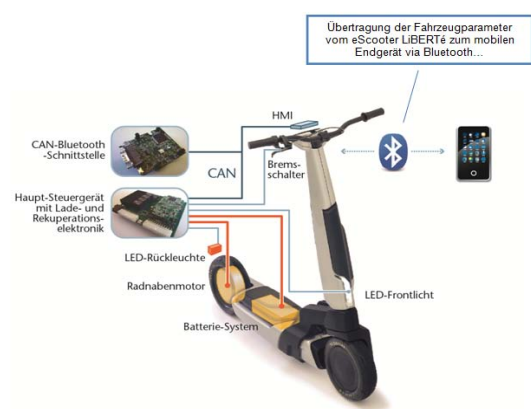 Übertragung der Fahrzeugparameter
vom eScooter LiBERTé zum mobilen
Endgerät via Bluetooth...
HMI
CAN-Bluetooth
-Schnittstelle
CAN
Brems-
schalter
Haupt-Steuergerät
mit Lade- und
Rekuperations-
elektronik
LED-Rückleuchte
Radnabenmotor
LED-Frontlicht
Batterie-System